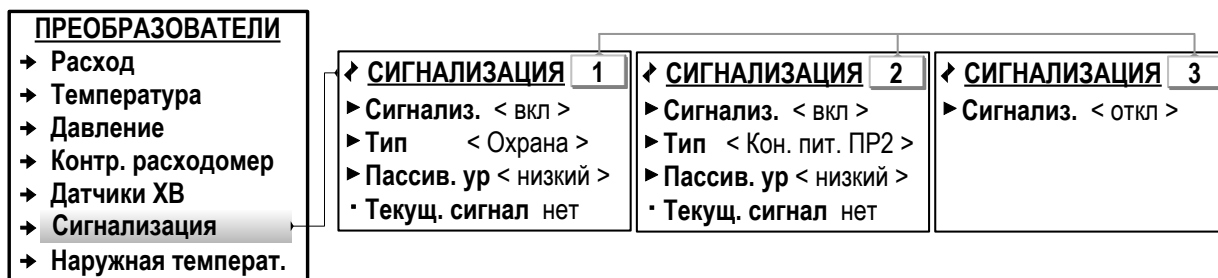 ПРЕОБРАЗОВАТЕЛИ
Расход
Температура
Давление
Контр. расходомер
Датчики ХВ
Сигнализация
Наружная температ.
СИГНАЛИЗАЦИЯ 1
Сигнализ. < вкл >
Тип < Охрана >
Пассив. ур < низкий >
Текущ. сигнал нет
СИГНАЛИЗАЦИЯ 2
Сигнализ. < вкл >
Тип < Кон. пит. ПР2 >
Пассив. ур < низкий >
Текущ. сигнал нет
СИГНАЛИЗАЦИЯ 3
Сигнализ. < откл >